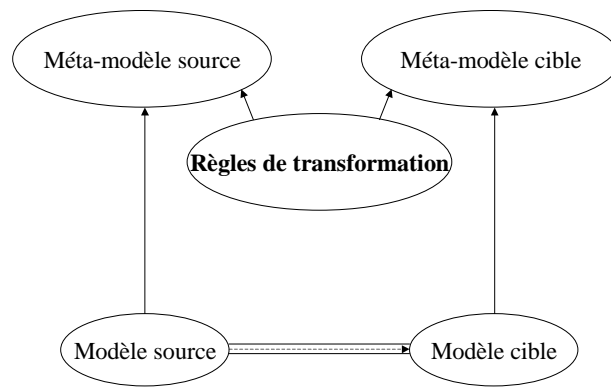 Méta-modèle source
Méta-modèle cible
Règles de transformation
Modèle source
Modèle cible